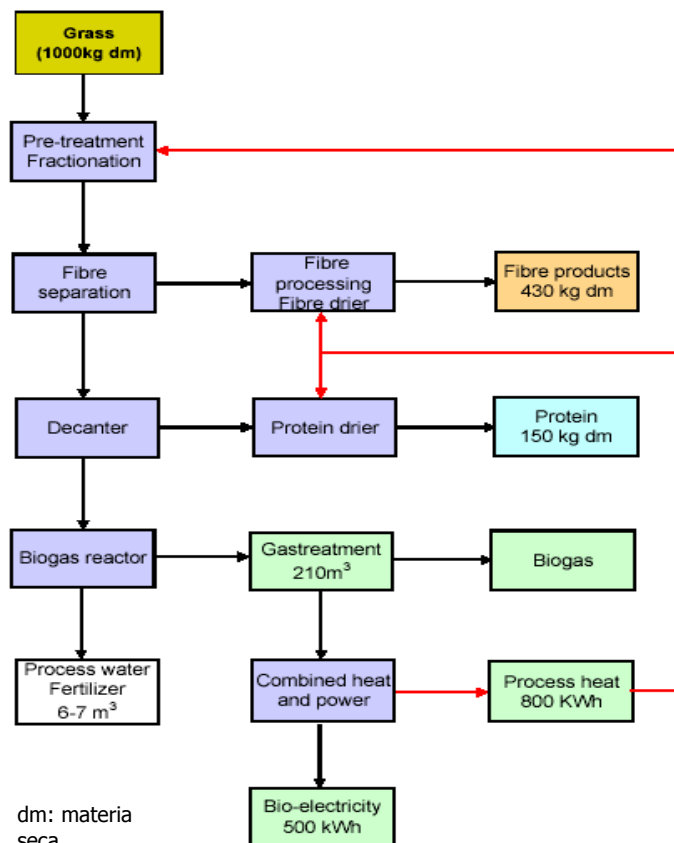 Grass
(1000kg dm)
Pre-treatment
Fractionation
Fibre
separation
Fibre
processing
Fibre drier
Fibre products
430 kg dm
Decanter
Protein drier
Protein
150 kg dm
Biogas reactor
Gastreatment
210m³
Biogas
Process water
Fertilizer
6-7 m³
Combined heat
and power
Process heat
800 KWh
Bio-electricity
500 kWh
dm: materia
seca